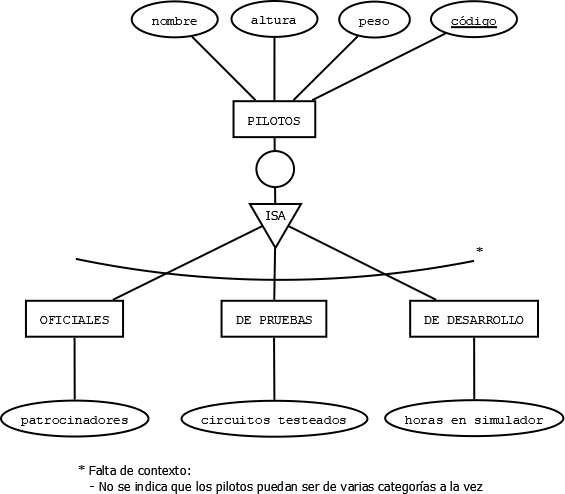 nombre altura peso código
PILOTOS
ISA
*
OFICIALES DE PRUEBAS DE DESARROLLO
patrocinadores circuitos testeados horas en simulador
* Falta de contexto:
- No se indica que los pilotos puedan ser de varias categorías a la vez